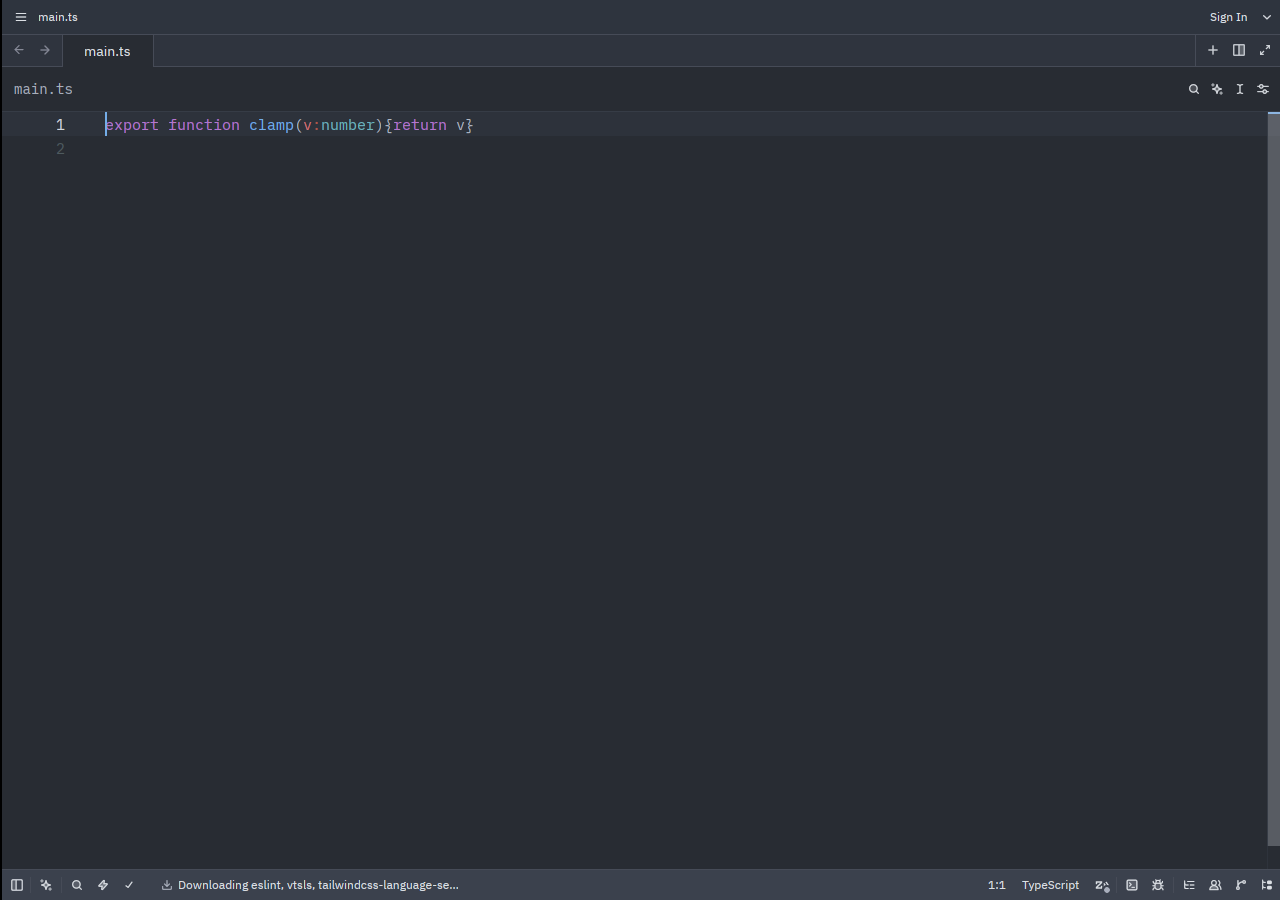 main.ts
Sign In
main.ts
main.ts
1 export function clamp(v:number){return v}
2
Downloading eslint, vtsls, tailwindcss-language-se…
1:1
TypeScript